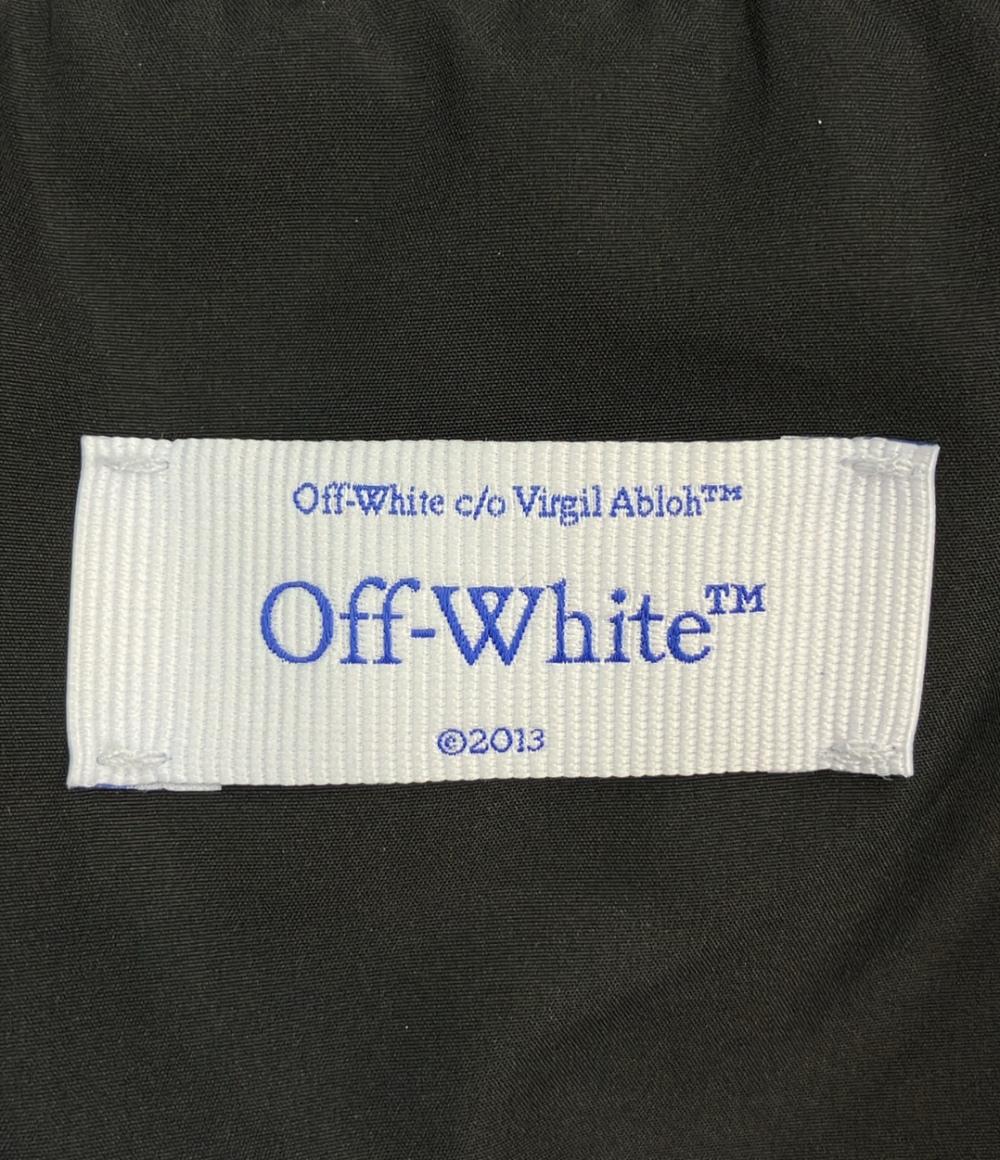 Off-White c/o Virgil Abloh™
Off-White™
©2013